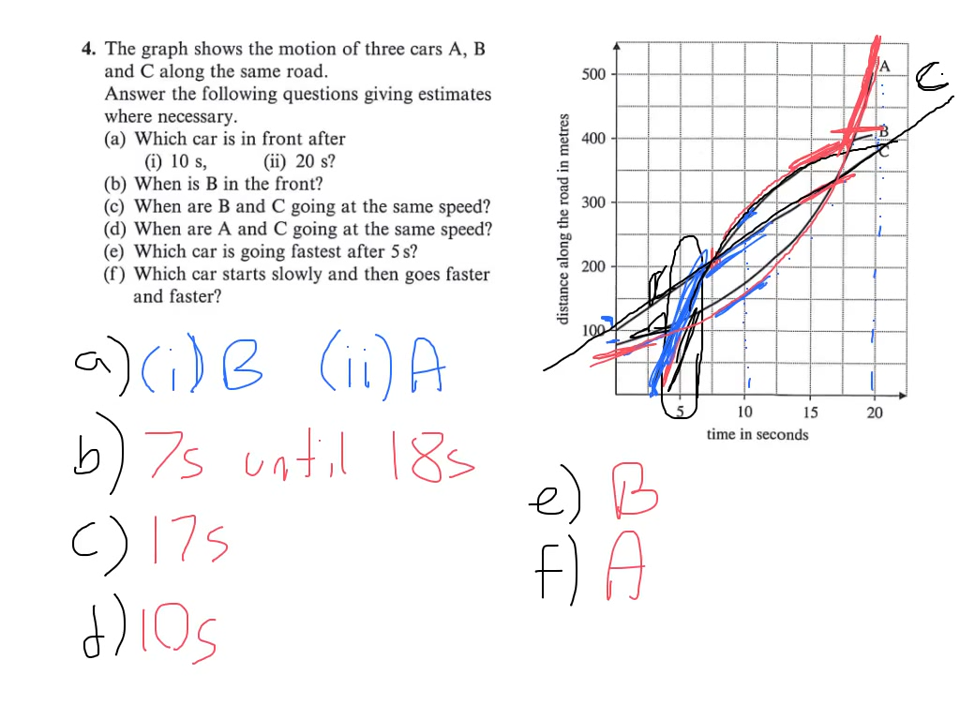 4. The graph shows the motion of three cars A, B
and C along the same road.
Answer the following questions giving estimates
where necessary.
(a) Which car is in front after
(i) 10 s, (ii) 20 s?
(b) When is B in the front?
(c) When are B and C going at the same speed?
(d) When are A and C going at the same speed?
(e) Which car is going fastest after 5 s?
(f) Which car starts slowly and then goes faster
and faster?
distance along the road in metres
500
400
300
200
100
A
B
C
C
5 10 15 20
time in seconds
a) (i) B (ii) A
b) 7s until 18s
c) 17s
d) 10s
e) B
f) A